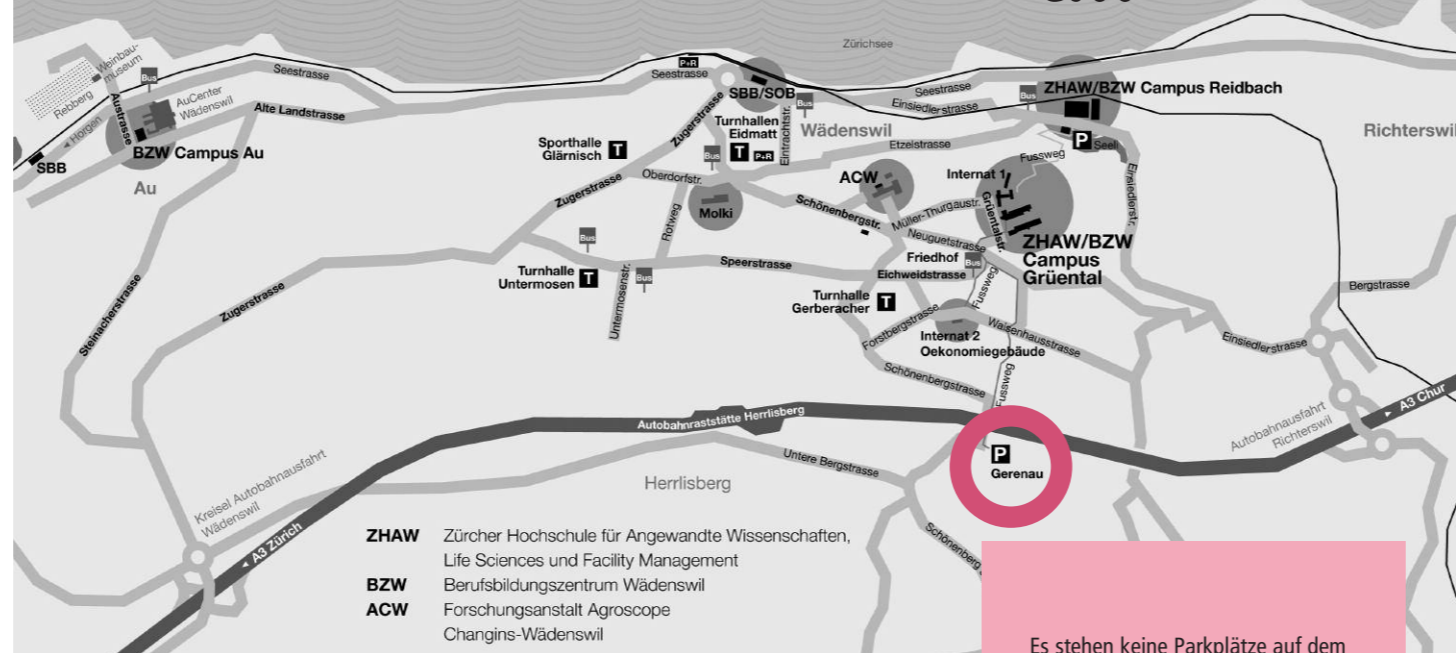 Zürichsee
Weinbau-
museum
Rebberg
Horgen
Austrasse
Bus
AuCenter
Wädenswil
Seestrasse
Alte Landstrasse
BZW Campus Au
SBB
Au
P+R
Seestrasse
SBB/SOB
Zugerstrasse
Turnhallen
Eidmatt
T
P+R
Bus
Eintrachtstr.
Bus
Wädenswil
Seestrasse
Einsiedlerstrasse
Bus
ZHAW/BZW Campus Reidbach
P
Seeli
Richterswil
Etzelstrasse
Fussweg
Sporthalle
Glärnisch
T
Oberdorfstr.
Zugerstrasse
Rotweg
Molki
ACW
Schönenbergstr.
Müller-Thurgaustr.
Internat 1
Grüentalstr.
Einsiedlerstr.
ZHAW/BZW
Campus
Grüental
Neuguetstrasse
Friedhof
Bus
Eichweidstrasse
Fussweg
Bus
Turnhalle
Untermosen
T
Untermosenstr.
Bus
Speerstrasse
Turnhalle
Gerberacher
T
Forstbergstrasse
Internat 2
Oekonomiegebäude
Waisenhausstrasse
Schönenbergstrasse
Fussweg
Bergstrasse
Einsiedlerstrasse
Steinacherstrasse
Zugerstrasse
Autobahnraststätte Herrlisberg
A3 Chur
Autobahnausfahrt
Richterswil
P
Gerenau
Untere Bergstrasse
Herrlisberg
Kreisel Autobahnausfahrt
Wädenswil
A3 Zürich
ZHAW Zürcher Hochschule für Angewandte Wissenschaften,
Life Sciences und Facility Management
BZW Berufsbildungszentrum Wädenswil
ACW Forschungsanstalt Agroscope
Changins-Wädenswil
Schönenberg
Es stehen keine Parkplätze auf dem